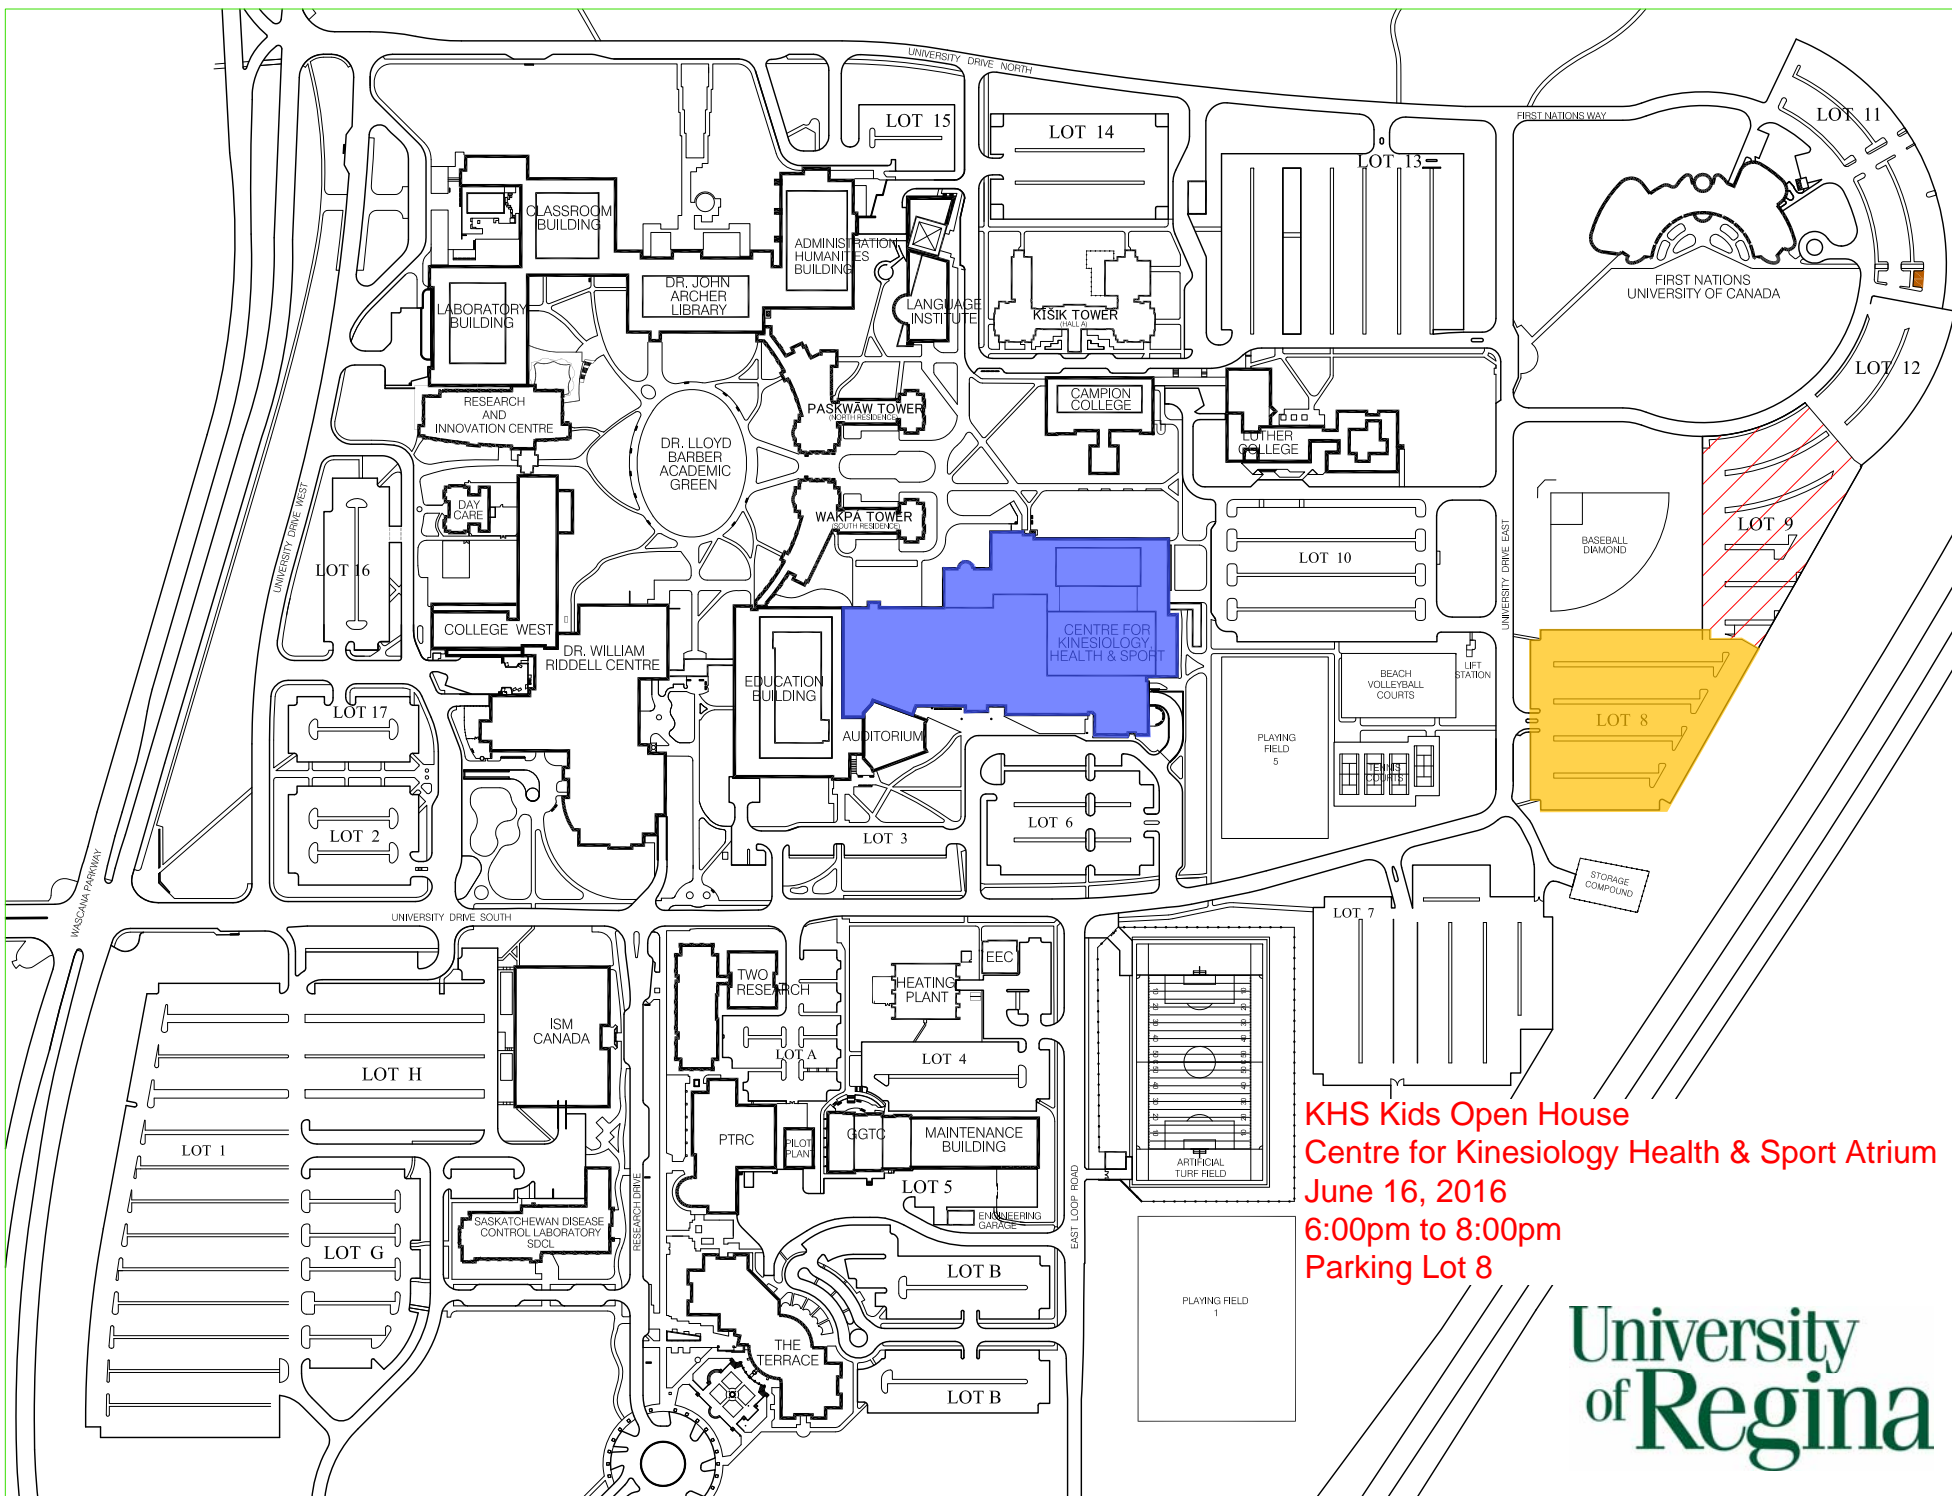 UNIVERSITY DRIVE NORTH
FIRST NATIONS WAY
LOT 11
LOT 15
LOT 14
LOT 13
CLASSROOM
BUILDING
ADMINISTRATION
HUMANITIES
BUILDING
DR. JOHN
ARCHER
LIBRARY
LABORATORY
BUILDING
LANGUAGE
INSTITUTE
KĪŠIK TOWER
(HALL A)
FIRST NATIONS
UNIVERSITY OF CANADA
LOT 12
RESEARCH
AND
INNOVATION CENTRE
PASKWĀW TOWER
(NORTH RESIDENCE)
CAMPION
COLLEGE
LUTHER
COLLEGE
DR. LLOYD
BARBER
ACADEMIC
GREEN
DAY
CARE
WAKPÁ TOWER
(SOUTH RESIDENCE)
UNIVERSITY DRIVE WEST
LOT 16
LOT 10
UNIVERSITY DRIVE EAST
BASEBALL
DIAMOND
LOT 9
COLLEGE WEST
DR. WILLIAM
RIDDELL CENTRE
EDUCATION
BUILDING
CENTRE FOR
KINESIOLOGY,
HEALTH & SPORT
LIFT
STATION
BEACH
VOLLEYBALL
COURTS
LOT 17
AUDITORIUM
PLAYING
FIELD
5
TENNIS
COURTS
LOT 8
LOT 2
LOT 3
LOT 6
WASCANA PARKWAY
UNIVERSITY DRIVE SOUTH
STORAGE
COMPOUND
LOT 7
TWO
RESEARCH
HEATING
PLANT
EEC
ISM
CANADA
LOT A
LOT 4
LOT H
LOT 1
PTRC
PILOT
PLANT
GGTC
MAINTENANCE
BUILDING
ARTIFICIAL
TURF FIELD
LOT 5
ENGINEERING
GARAGE
EAST LOOP ROAD
RESEARCH DRIVE
SASKATCHEWAN DISEASE
CONTROL LABORATORY
SDCL
LOT G
LOT B
THE
TERRACE
LOT B
PLAYING FIELD
1
KHS Kids Open House
Centre for Kinesiology Health & Sport Atrium
June 16, 2016
6:00pm to 8:00pm
Parking Lot 8
University
of Regina